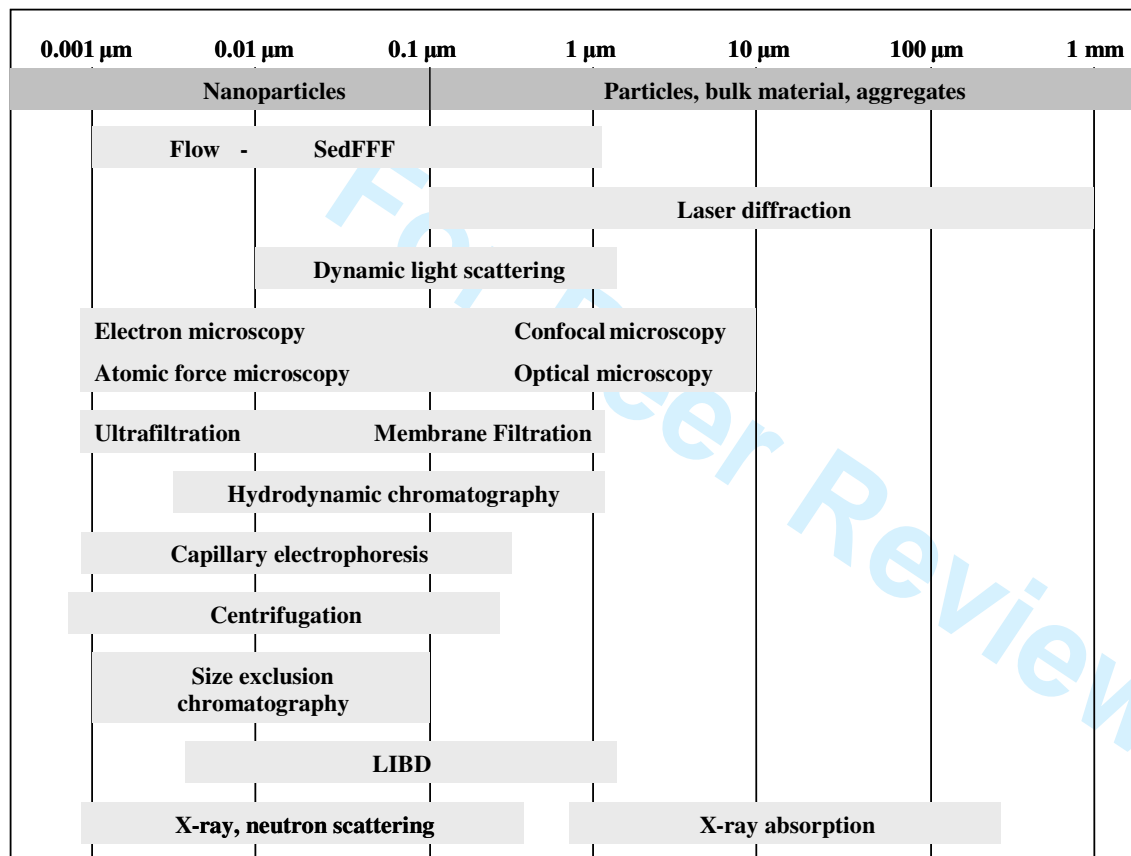 0.001 µm 0.01 µm 0.1 µm 1 µm 10 µm 100 µm 1 mm
Nanoparticles Particles, bulk material, aggregates
Flow - SedFFF
Laser diffraction
Dynamic light scattering
Electron microscopy Confocal microscopy
Atomic force microscopy Optical microscopy
Ultrafiltration Membrane Filtration
Hydrodynamic chromatography
Capillary electrophoresis
Centrifugation
Size exclusion
chromatography
LIBD
X-ray, neutron scattering X-ray absorption
For Peer Review